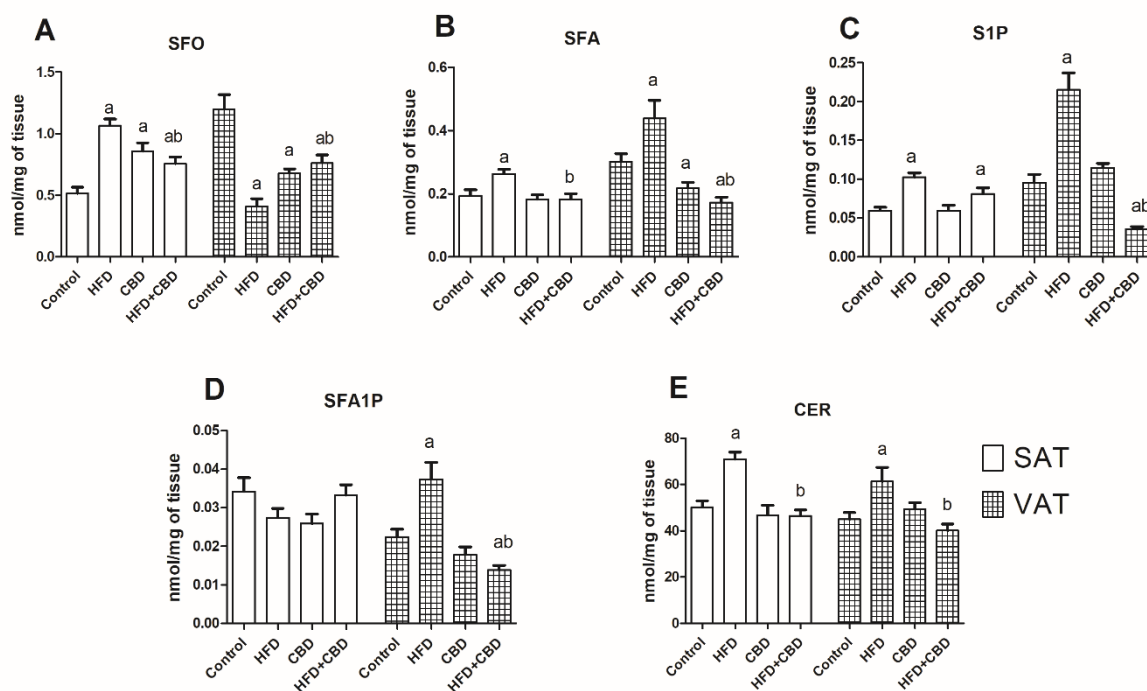 A
SFO
nmol/mg of tissue
1.5
1.0
0.5
0.0
a
a
ab
a
a
ab
Control
HFD
CBD
HFD+CBD
Control
HFD
CBD
HFD+CBD
B
SFA
nmol/mg of tissue
0.6
0.4
0.2
0.0
a
b
a
a
ab
Control
HFD
CBD
HFD+CBD
Control
HFD
CBD
HFD+CBD
C
S1P
nmol/mg of tissue
0.25
0.20
0.15
0.10
0.05
0.00
a
a
a
ab
Control
HFD
CBD
HFD+CBD
Control
HFD
CBD
HFD+CBD
D
SFA1P
nmol/mg of tissue
0.05
0.04
0.03
0.02
0.01
0.00
a
ab
Control
HFD
CBD
HFD+CBD
Control
HFD
CBD
HFD+CBD
E
CER
nmol/mg of tissue
80
60
40
20
0
a
b
a
b
Control
HFD
CBD
HFD+CBD
Control
HFD
CBD
HFD+CBD
SAT
VAT